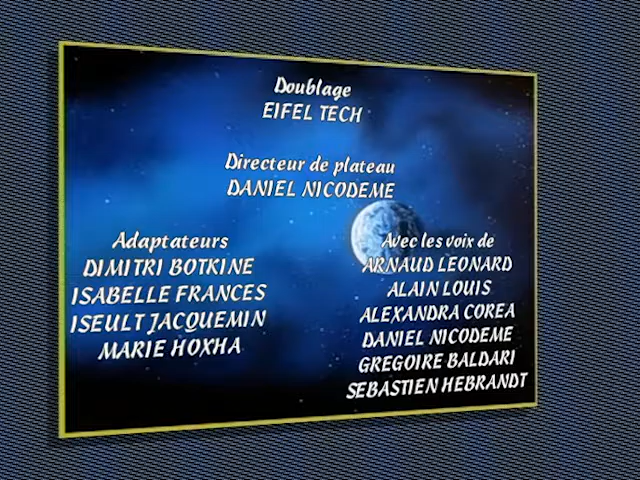 Doublage
EIFEL TECH
Directeur de plateau
DANIEL NICODEME
Adaptateurs
DIMITRI BOTKINE
ISABELLE FRANCES
ISEULT JACQUEMIN
MARIE HOXHA
Avec les voix de
ARNAUD LEONARD
ALAIN LOUIS
ALEXANDRA COREA
DANIEL NICODEME
GREGOIRE BALDARI
SEBASTIEN HEBRANDT